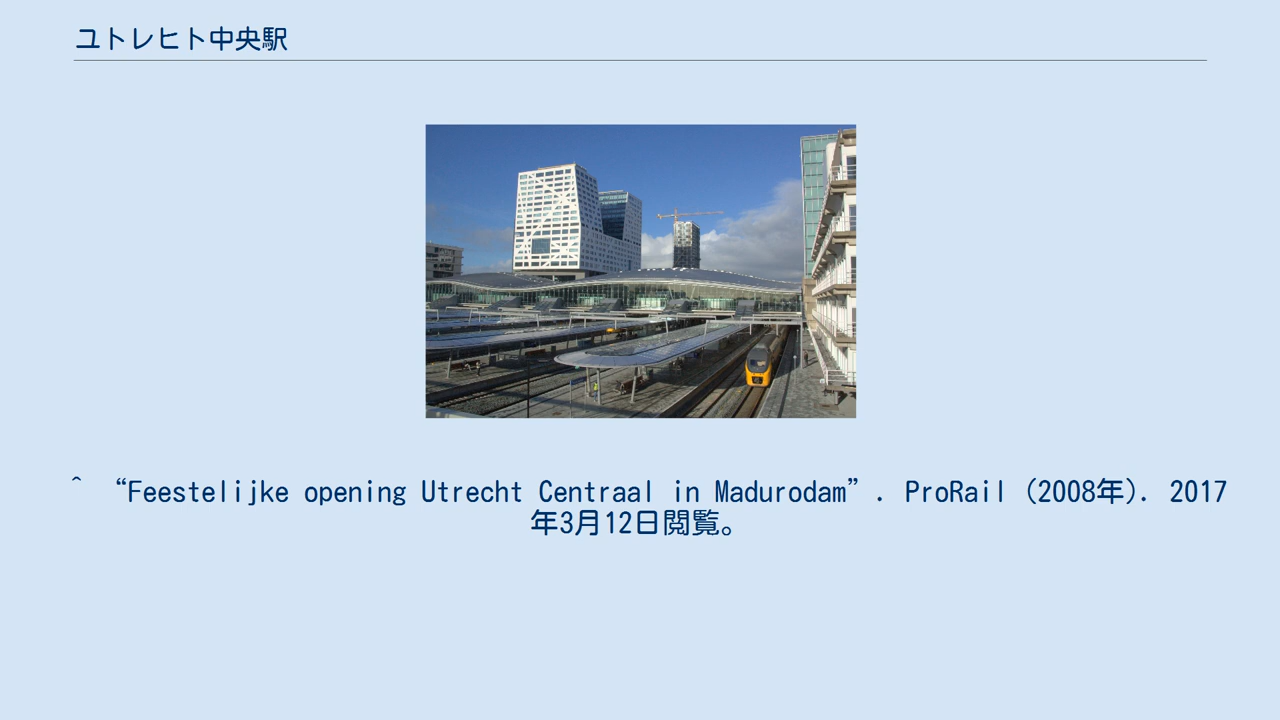 ユトレヒト中央駅
^ “Feestelijke opening Utrecht Centraal in Madurodam”. ProRail (2008年). 2017
年3月12日閲覧。